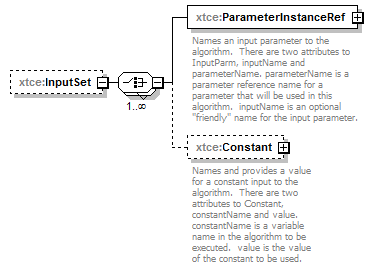 xtce:ParameterInstanceRef
Names an input parameter to the
algorithm.  There are two attributes to
InputParm, inputName and
parameterName. parameterName is a
parameter reference name for a
parameter that will be used in this
algorithm.  inputName is an optional
"friendly" name for the input parameter.
xtce:InputSet
1..∞
xtce:Constant
Names and provides a value
for a constant input to the
algorithm.  There are two
attributes to Constant,
constantName and value.
constantName is a variable
name in the algorithm to be
executed.  value is the value
of the constant to be used.